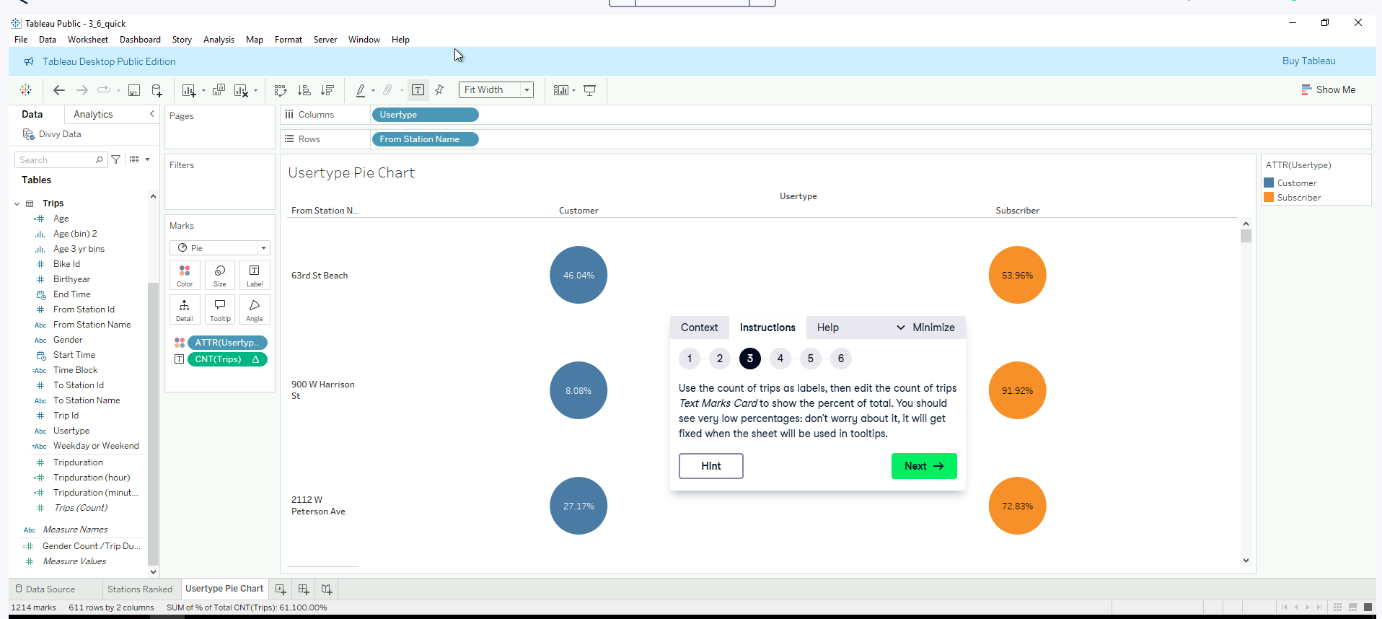 Tableau Public - 3_6_quick
File Data Worksheet Dashboard Story Analysis Map Format Server Window Help
Tableau Desktop Public Edition
Buy Tableau
Fit Width
Show Me
Data Analytics
Divvy Data
Search
Tables
Trips
Age
Age (bin) 2
Age 3 yr bins
Bike Id
Birthyear
End Time
From Station Id
Abc From Station Name
Abc Gender
Start Time
=Abc Time Block
To Station Id
Abc To Station Name
Trip Id
Abc Usertype
=Abc Weekday or Weekend
Tripduration
Tripduration (hour)
Tripduration (minut...
Trips (Count)
Abc Measure Names
Gender Count /Trip Du...
Measure Values
Pages
Filters
Marks
Pie
Color Size Label
Detail Tooltip Angle
ATTR(Usertyp..
CNT(Trips) Δ
Columns Usertype
Rows From Station Name
Usertype Pie Chart
Usertype
From Station N.. Customer Subscriber
63rd St Beach 46.04% 53.96%
900 W Harrison
St
8.08% 91.92%
2112 W
Peterson Ave
27.17% 72.83%
ATTR(Usertype)
Customer
Subscriber
Context Instructions Help Minimize
1 2 3 4 5 6
Use the count of trips as labels, then edit the count of trips
Text Marks Card to show the percent of total. You should
see very low percentages: don't worry about it, it will get
fixed when the sheet will be used in tooltips.
Hint Next →
Data Source Stations Ranked Usertype Pie Chart
1214 marks 611 rows by 2 columns SUM of % of Total CNT(Trips): 61,100.00%